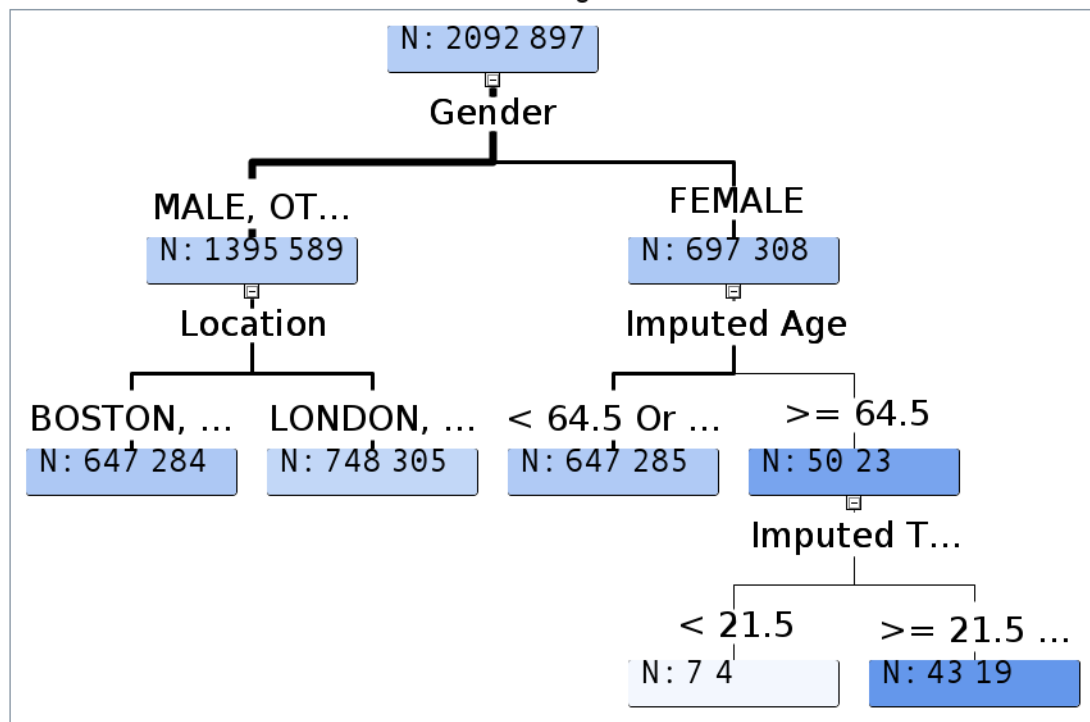 N: 2092 897
Gender
MALE, OT...
FEMALE
N: 1395 589
N: 697 308
Location
Imputed Age
BOSTON, ...
LONDON, ...
< 64.5 Or ...
>= 64.5
N: 647 284
N: 748 305
N: 647 285
N: 50 23
Imputed T...
< 21.5
>= 21.5 ...
N: 7 4
N: 43 19